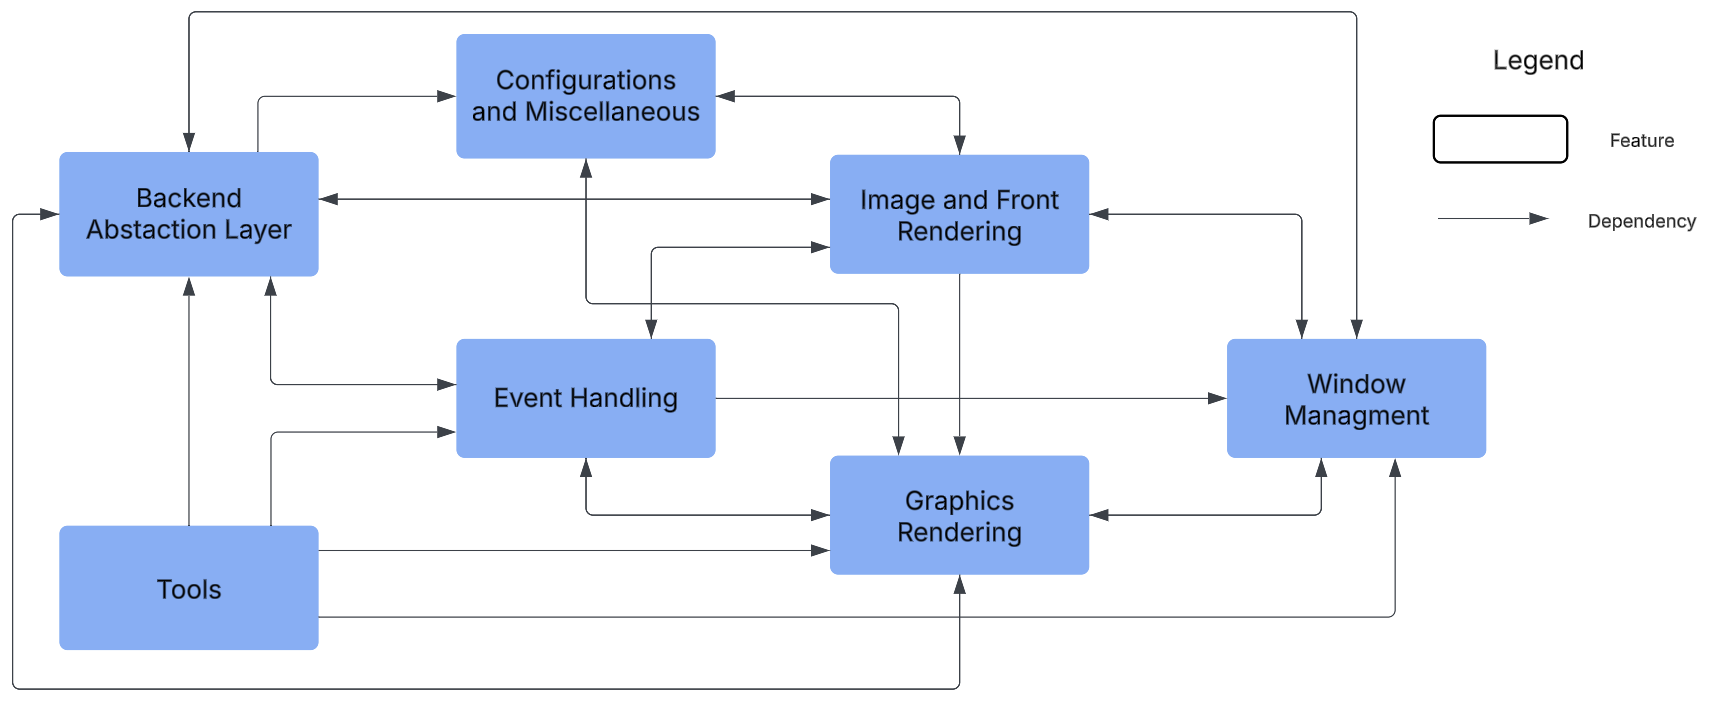 Configurations
and Miscellaneous
Backend
Abstaction Layer
Image and Front
Rendering
Event Handling
Window
Managment
Graphics
Rendering
Tools
Legend
Feature
Dependency